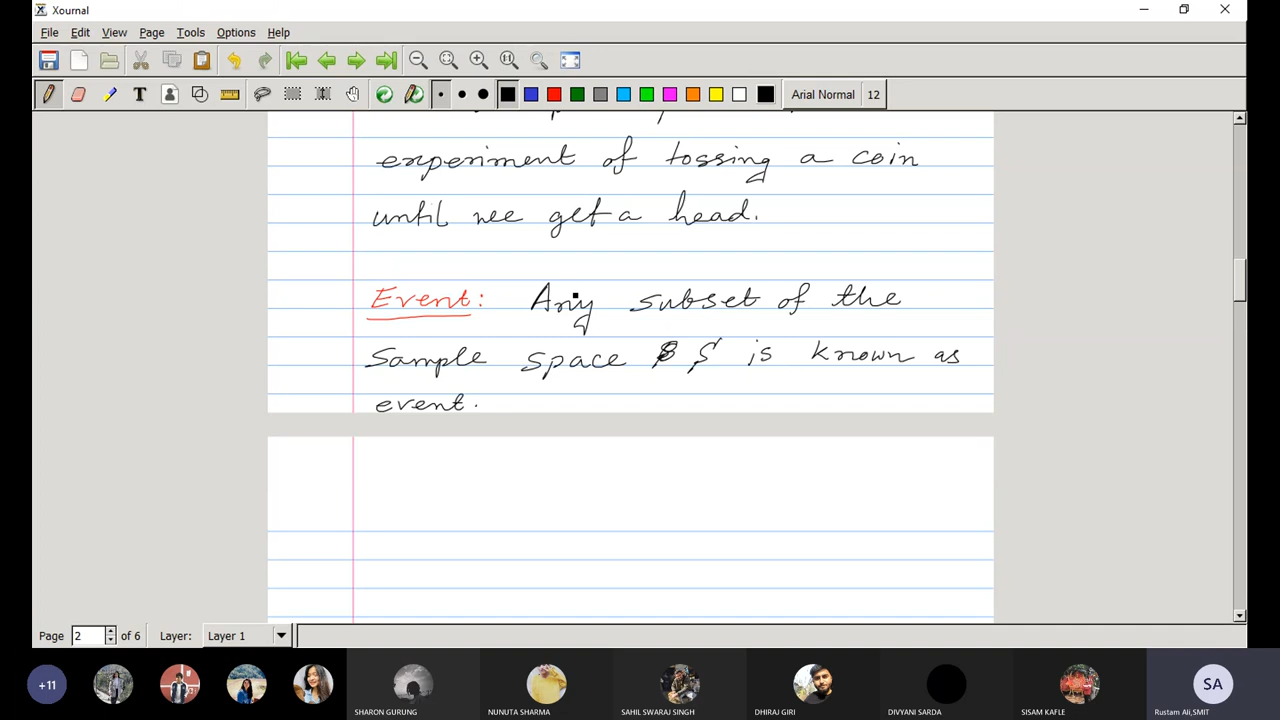 Xournal
File Edit View Page Tools Options Help
Arial Normal 12
experiment of tossing a coin
until we get a head.
Event: Any subset of the
Sample space S is known as
event.
Page 2 of 6 Layer: Layer 1
+11 SA
SHARON GURUNG NUNUTA SHARMA SAHIL SWARAJ SINGH DHIRAJ GIRI DIVYANI SARDA SISAM KAFLE Rustam Ali,SMIT